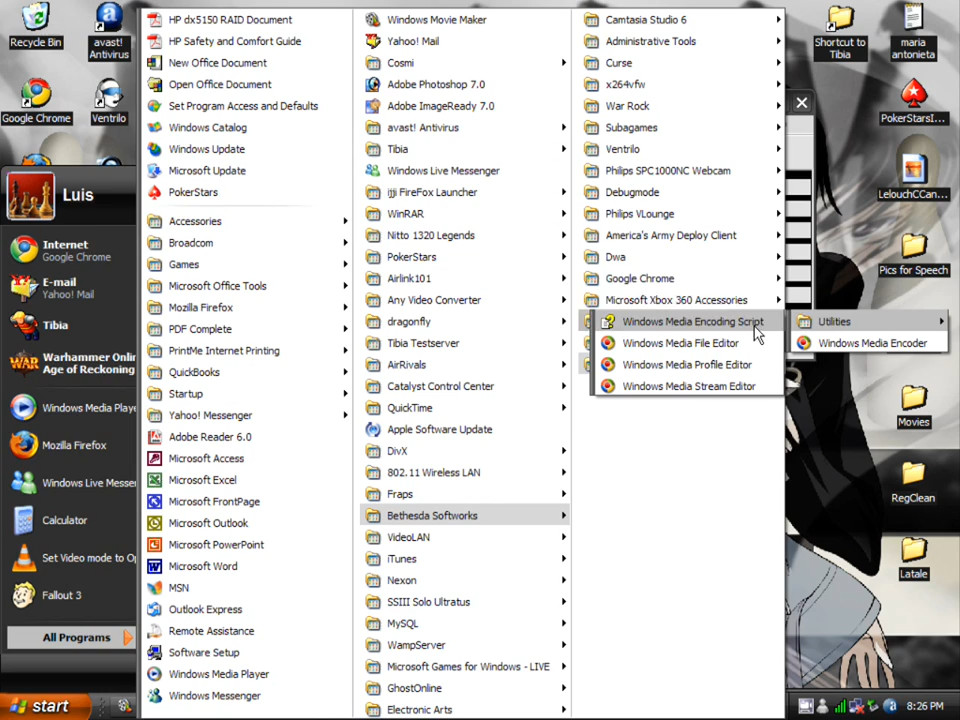 Recycle Bin
avast!
Antivirus
Google Chrome
Ventrilo
Luis
Internet
Google Chrome
E-mail
Yahoo! Mail
Tibia
Warhammer Onlin
Age of Reckoning
Windows Media Playe
Mozilla Firefox
Windows Live Messe
Calculator
Set Video mode to Op
Fallout 3
All Programs
start
HP dx5150 RAID Document
HP Safety and Comfort Guide
New Office Document
Open Office Document
Set Program Access and Defaults
Windows Catalog
Windows Update
Microsoft Update
PokerStars
Accessories
Broadcom
Games
Microsoft Office Tools
Mozilla Firefox
PDF Complete
PrintMe Internet Printing
QuickBooks
Startup
Yahoo! Messenger
Adobe Reader 6.0
Microsoft Access
Microsoft Excel
Microsoft FrontPage
Microsoft Outlook
Microsoft PowerPoint
Microsoft Word
MSN
Outlook Express
Remote Assistance
Software Setup
Windows Media Player
Windows Messenger
Windows Movie Maker
Yahoo! Mail
Cosmi
Adobe Photoshop 7.0
Adobe ImageReady 7.0
avast! Antivirus
Tibia
Windows Live Messenger
ijji FireFox Launcher
WinRAR
Nitto 1320 Legends
PokerStars
Airlink101
Any Video Converter
dragonfly
Tibia Testserver
AirRivals
Catalyst Control Center
QuickTime
Apple Software Update
DivX
802.11 Wireless LAN
Fraps
Bethesda Softworks
VideoLAN
iTunes
Nexon
SSIII Solo Ultratus
MySQL
WampServer
Microsoft Games for Windows - LIVE
GhostOnline
Electronic Arts
Camtasia Studio 6
Administrative Tools
Curse
x264vfw
War Rock
Subagames
Ventrilo
Philips SPC1000NC Webcam
Debugmode
Philips VLounge
America's Army Deploy Client
Dwa
Google Chrome
Microsoft Xbox 360 Accessories
Windows Media Encoding Script
Windows Media File Editor
Windows Media Profile Editor
Windows Media Stream Editor
Utilities
Windows Media Encoder
Shortcut to
Tibia
maria
antonieta
PokerStarsI...
LelouchCCan...
Pics for Speech
Movies
RegClean
Latale
8:26 PM